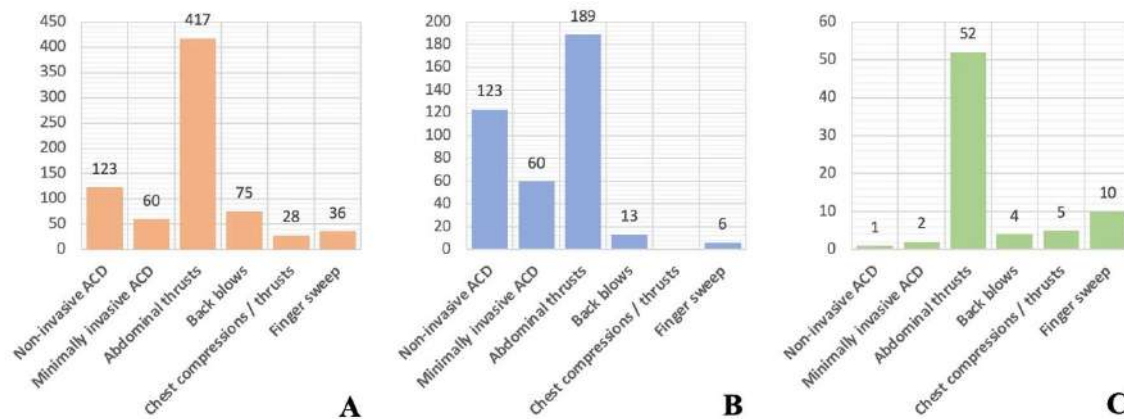 450
400
350
300
250
200
150
100
50
0
123
60
417
75
28
36
Non-invasive ACD
Minimally invasive ACD
Abdominal thrusts
Back blows
Chest compressions / thrusts
Finger sweep
A
200
180
160
140
120
100
80
60
40
20
0
123
60
189
13
6
Non-invasive ACD
Minimally invasive ACD
Abdominal thrusts
Back blows
Chest compressions / thrusts
Finger sweep
B
60
50
40
30
20
10
0
1
2
52
4
5
10
Non-invasive ACD
Minimally invasive ACD
Abdominal thrusts
Back blows
Chest compressions / thrusts
Finger sweep
C